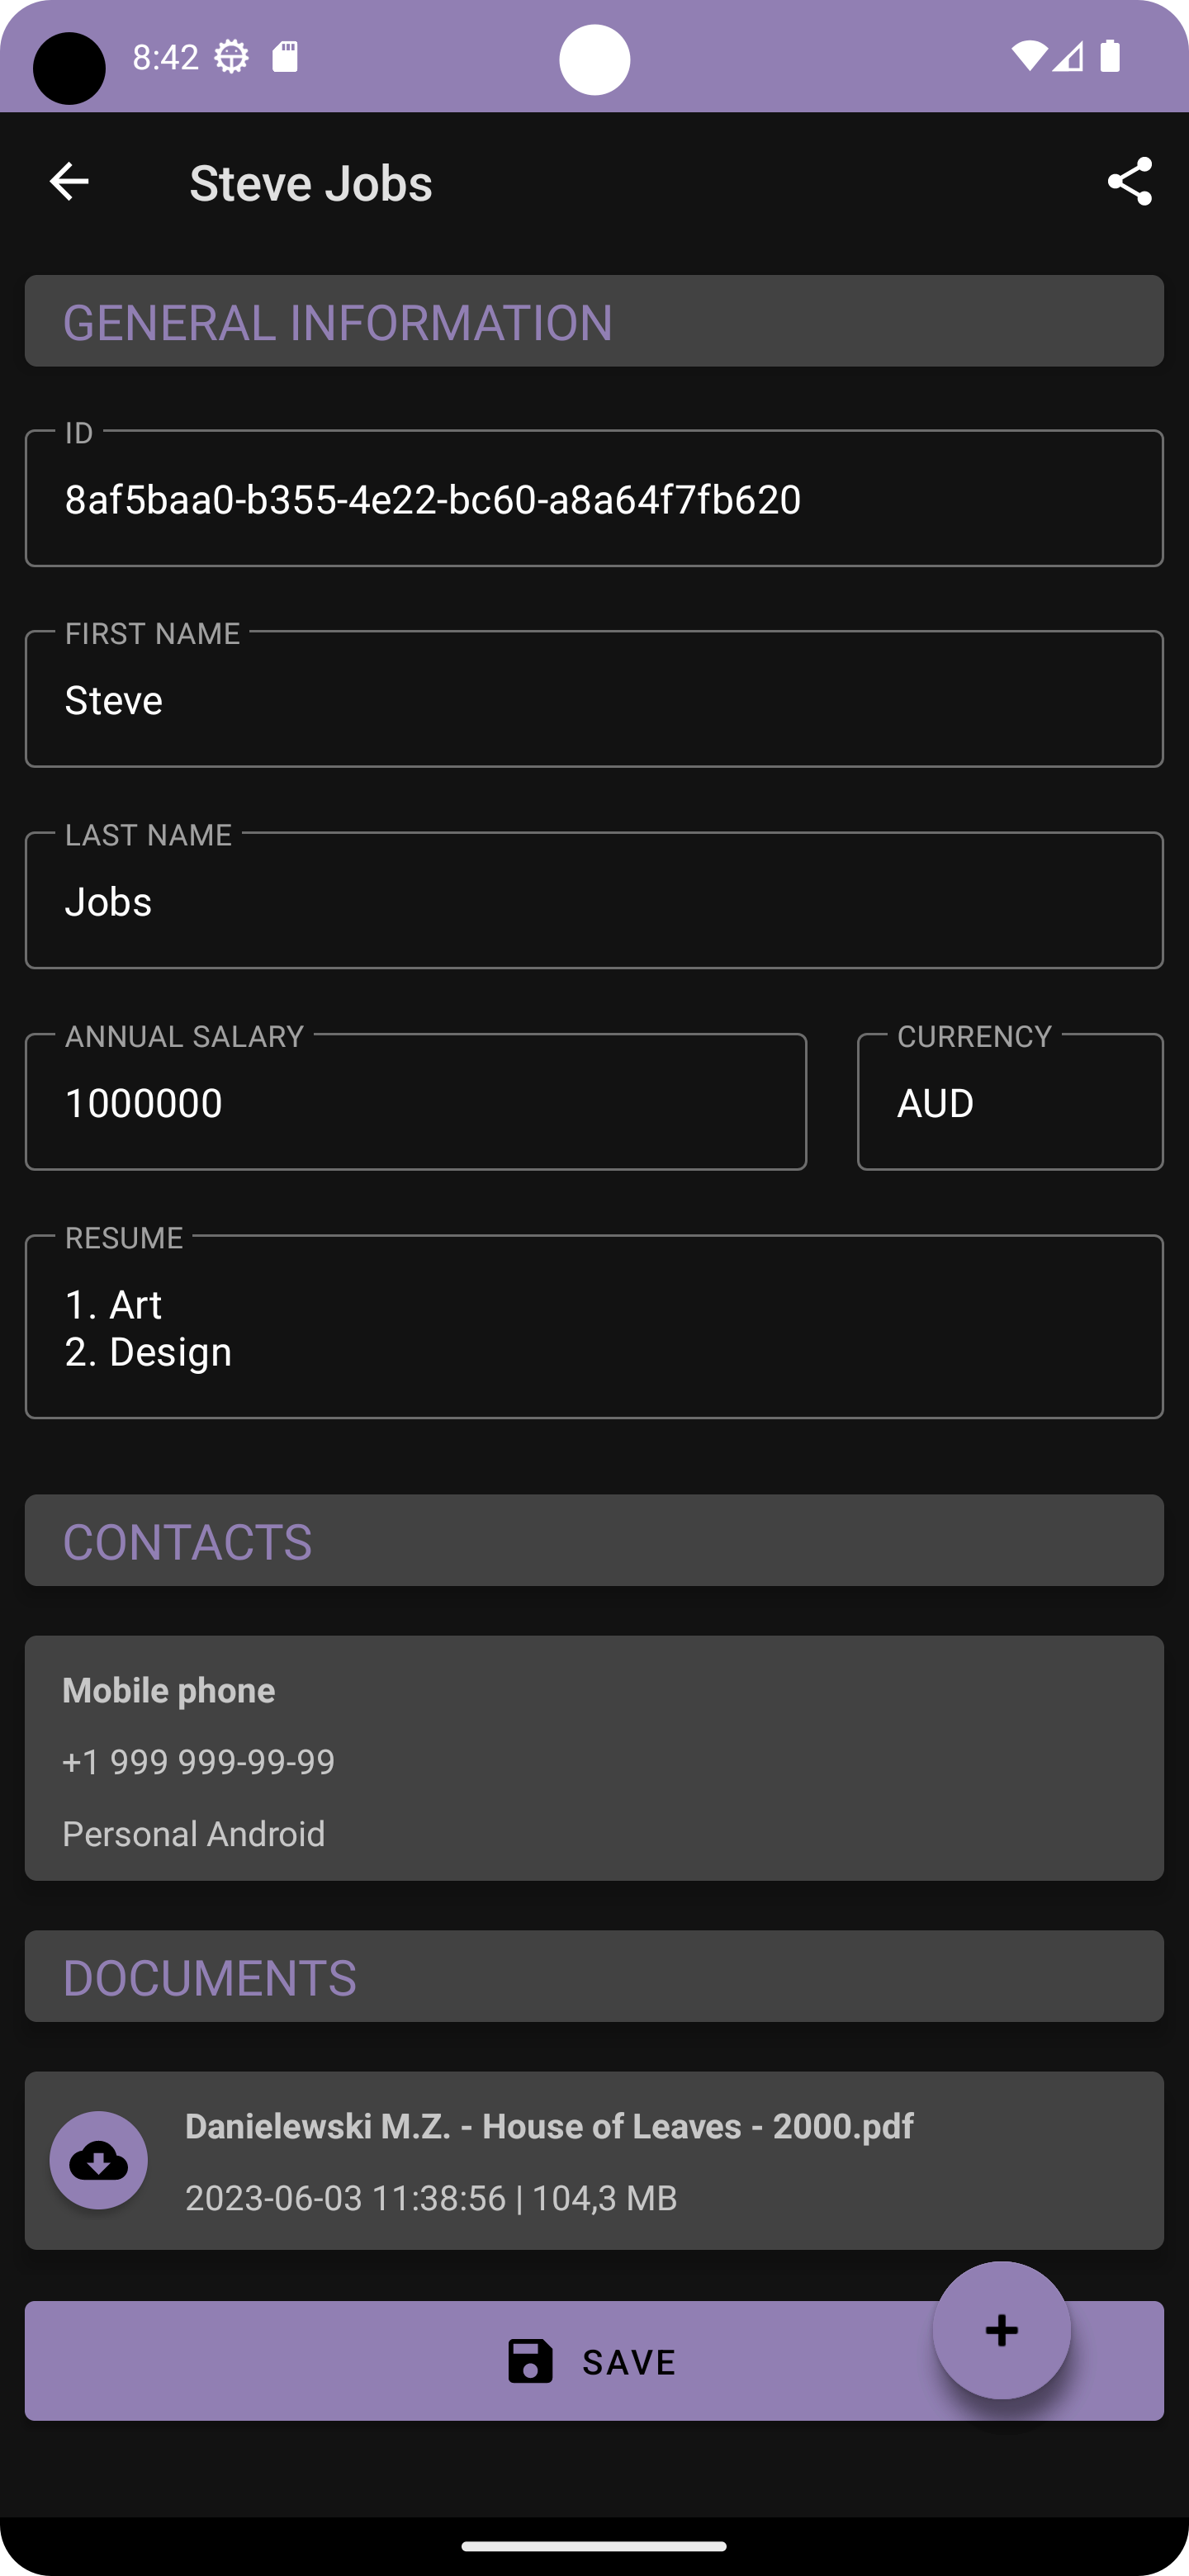 8:42
Steve Jobs
GENERAL INFORMATION
ID
8af5baa0-b355-4e22-bc60-a8a64f7fb620
FIRST NAME
Steve
LAST NAME
Jobs
ANNUAL SALARY
1000000
CURRENCY
AUD
RESUME
1. Art
2. Design
CONTACTS
Mobile phone
+1 999 999-99-99
Personal Android
DOCUMENTS
Danielewski M.Z. - House of Leaves - 2000.pdf
2023-06-03 11:38:56 | 104,3 MB
SAVE